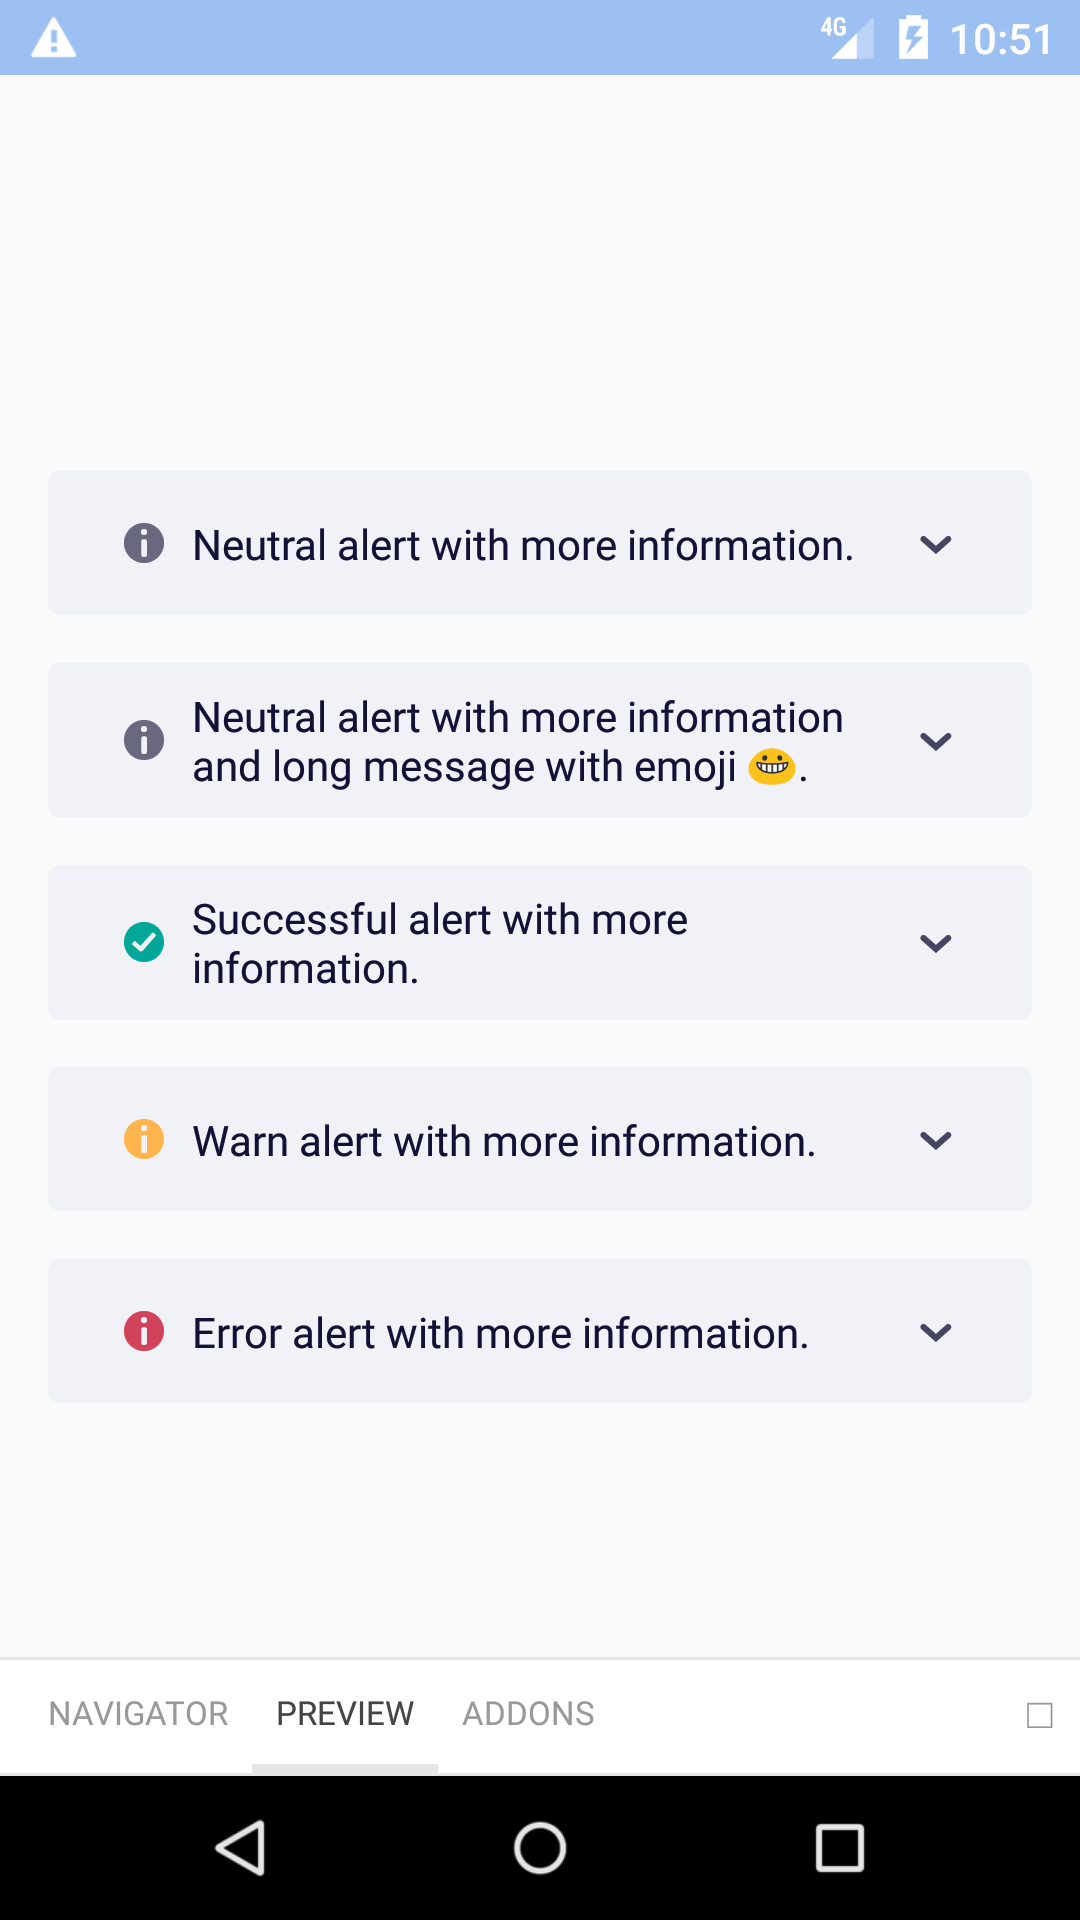 4G 10:51
Neutral alert with more information.
Neutral alert with more information
and long message with emoji 😀.
Successful alert with more
information.
Warn alert with more information.
Error alert with more information.
NAVIGATOR PREVIEW ADDONS